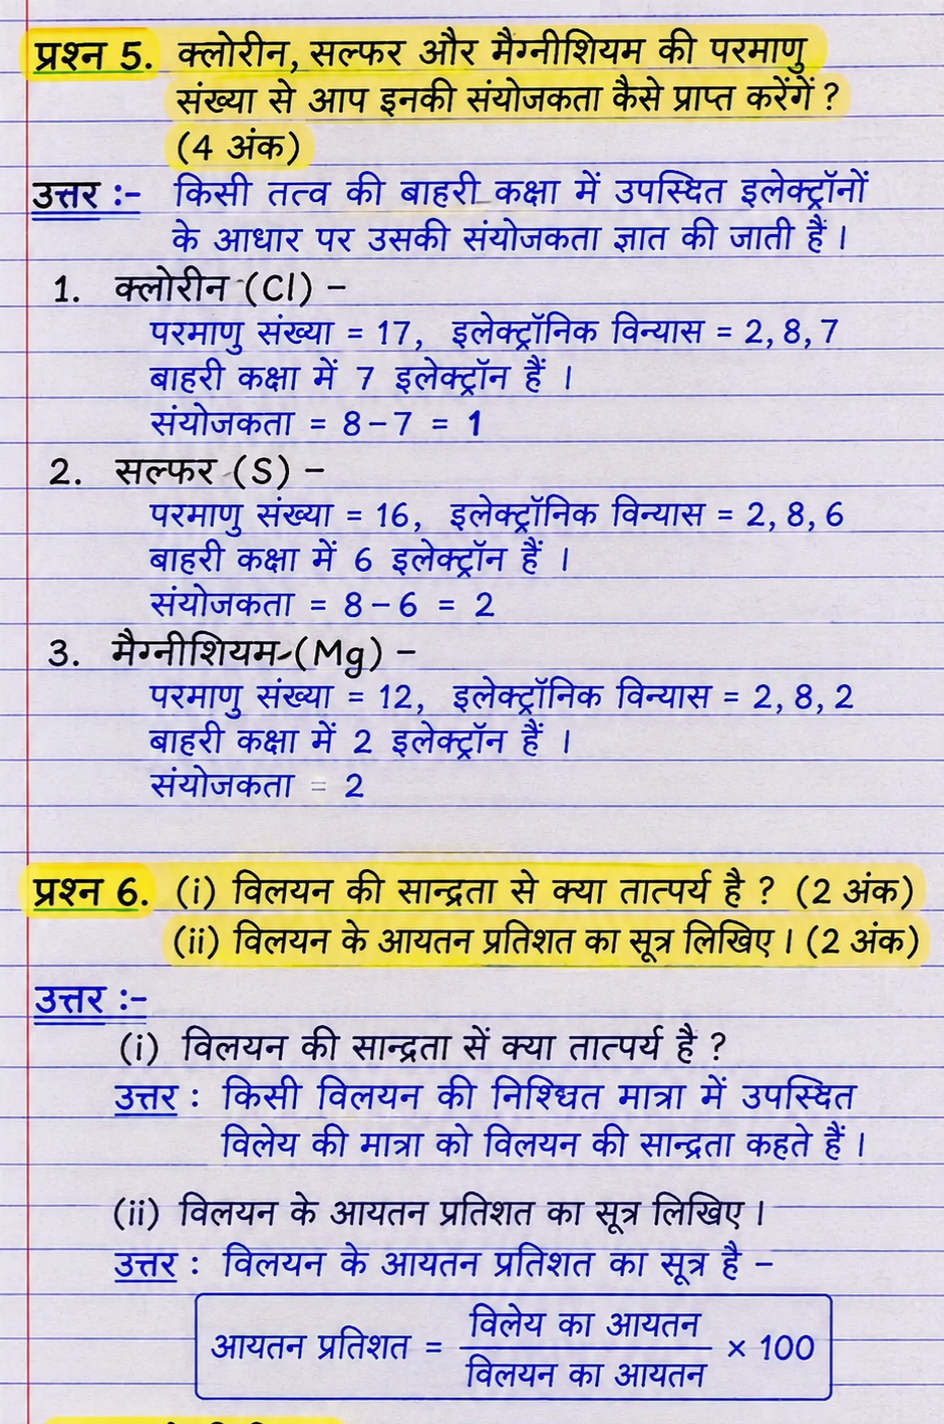 प्रश्न 5. क्लोरीन, सल्फर और मैग्नीशियम की परमाणु
संख्या से आप इनकी संयोजकता कैसे प्राप्त करेंगें ?
(4 अंक)
उत्तर :- किसी तत्व की बाहरी कक्षा में उपस्दित इलेक्ट्रॉनों
के आधार पर उसकी संयोजकता ज्ञात की जाती हैं ।
1. क्लोरीन (Cl) –
परमाणु संख्या = 17, इलेक्ट्रॉनिक विन्यास = 2, 8, 7
बाहरी कक्षा में 7 इलेक्ट्रॉन हैं ।
संयोजकता = 8 – 7 = 1
2. सल्फर (S) –
परमाणु संख्या = 16, इलेक्ट्रॉनिक विन्यास = 2, 8, 6
बाहरी कक्षा में 6 इलेक्ट्रॉन हैं ।
संयोजकता = 8 – 6 = 2
3. मैग्नीशियम-(Mg) –
परमाणु संख्या = 12, इलेक्ट्रॉनिक विन्यास = 2, 8, 2
बाहरी कक्षा में 2 इलेक्ट्रॉन हैं ।
संयोजकता = 2
प्रश्न 6. (i) विलयन की सान्द्रता से क्या तात्पर्य है ? (2 अंक)
(ii) विलयन के आयतन प्रतिशत का सूत्र लिखिए । (2 अंक)
उत्तर :-
(i) विलयन की सान्द्रता सें क्या तात्पर्य है ?
उत्तर : किसी विलयन की निश्चित मात्रा में उपस्दित
विलेय की मात्रा को विलयन की सान्द्रता कहते हैं ।
(ii) विलयन के आयतन प्रतिशत का सूत्र लिखिए ।
उत्तर : विलयन के आयतन प्रतिशत का सूत्र है –
आयतन प्रतिशत = विलेय का आयतन / विलयन का आयतन × 100